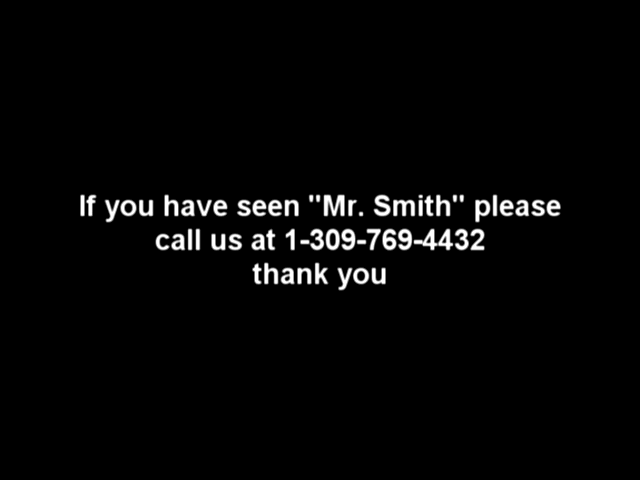 If you have seen "Mr. Smith" please
call us at 1-309-769-4432
thank you